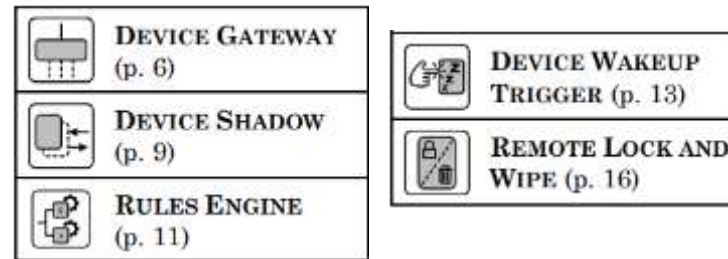 DEVICE GATEWAY
(p. 6)
DEVICE SHADOW
(p. 9)
RULES ENGINE
(p. 11)
DEVICE WAKEUP
TRIGGER (p. 13)
REMOTE LOCK AND
WIPE (p. 16)